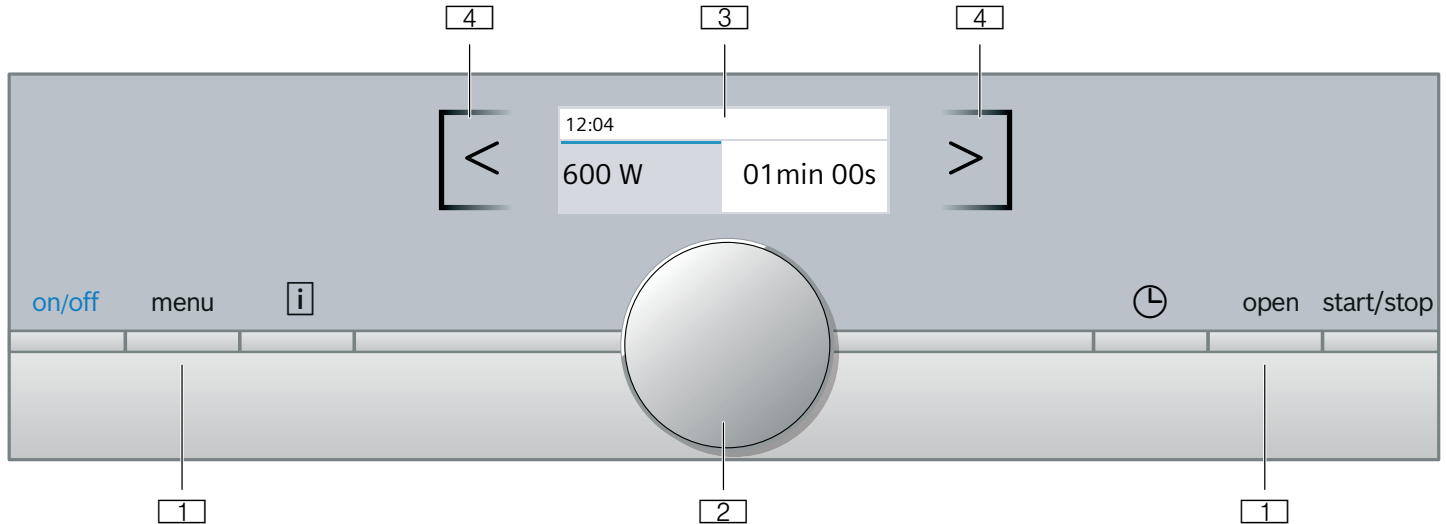 4 3 4
12:04
< 600 W 01min 00s >
on/off menu i open start/stop
1 2 1